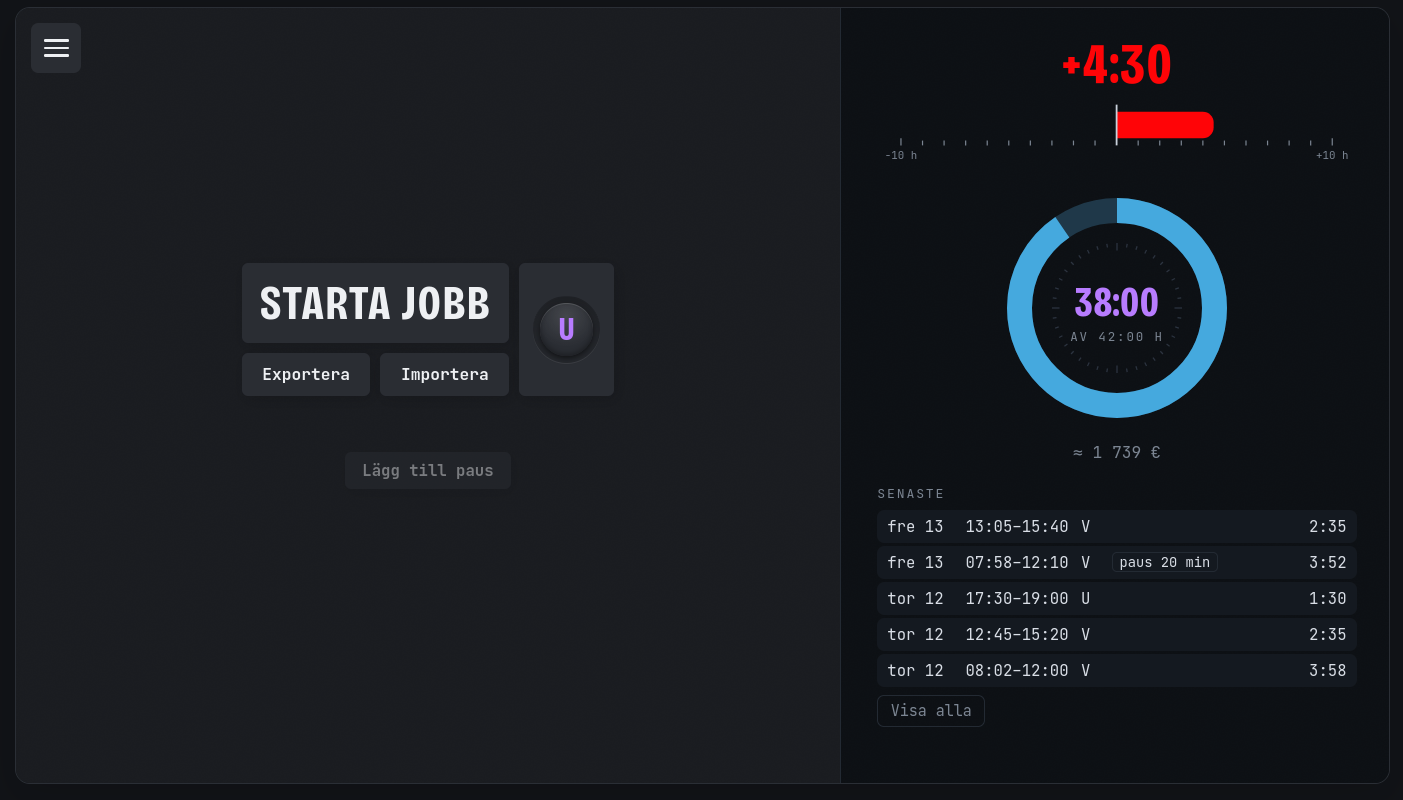 STARTA JOBB
U
Exportera Importera
Lägg till paus
+4:30
-10 h +10 h
38:00
AV 42:00 H
≈ 1 739 €
SENASTE
fre 13 13:05–15:40 V 2:35
fre 13 07:58–12:10 V paus 20 min 3:52
tor 12 17:30–19:00 U 1:30
tor 12 12:45–15:20 V 2:35
tor 12 08:02–12:00 V 3:58
Visa alla